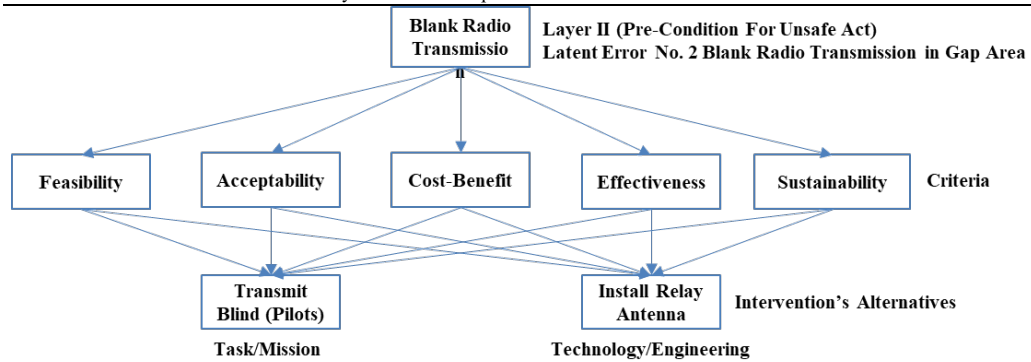 Blank Radio
Transmissio
n
Layer II (Pre-Condition For Unsafe Act)
Latent Error No. 2 Blank Radio Transmission in Gap Area
Feasibility
Acceptability
Cost-Benefit
Effectiveness
Sustainability
Criteria
Transmit
Blind (Pilots)
Install Relay
Antenna
Intervention's Alternatives
Task/Mission
Technology/Engineering